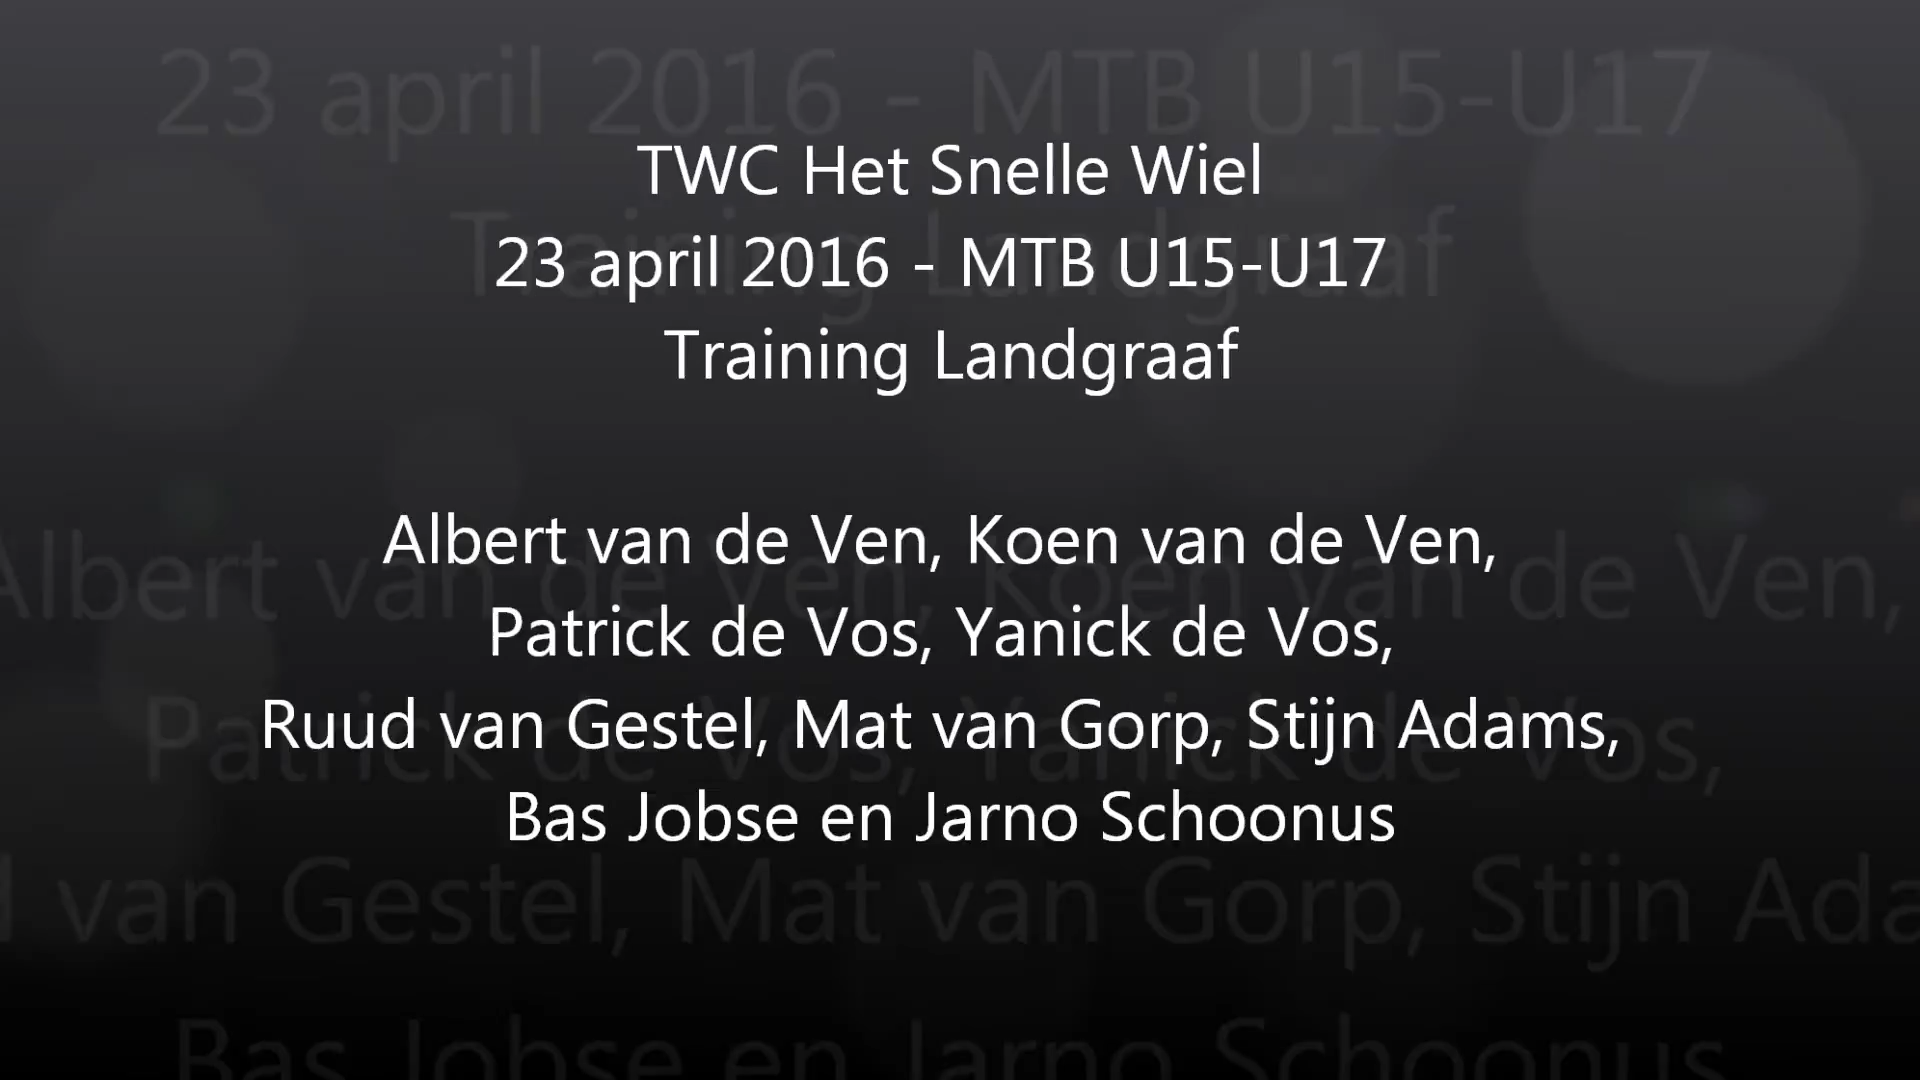 TWC Het Snelle Wiel
23 april 2016 - MTB U15-U17
Training Landgraaf
Albert van de Ven, Koen van de Ven,
Patrick de Vos, Yanick de Vos,
Ruud van Gestel, Mat van Gorp, Stijn Adams,
Bas Jobse en Jarno Schoonus